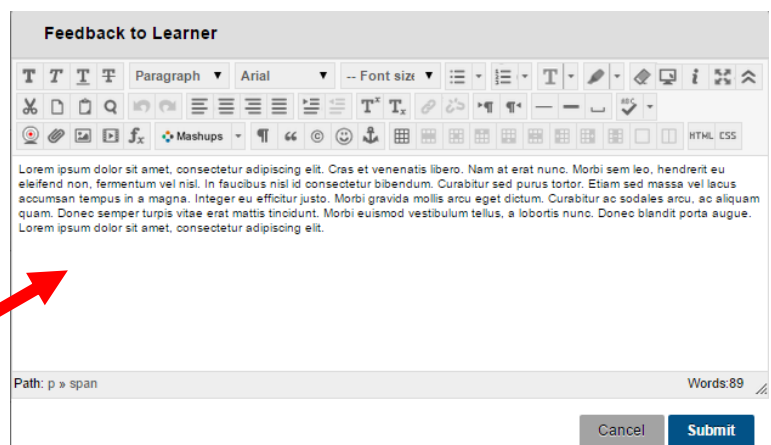 Feedback to Learner
T T T T Paragraph ▼ Arial ▼ -- Font size ▼ T i
Tx Tx ¶ ¶ ABC
fx Mashups ¶ “ © HTML CSS
Lorem ipsum dolor sit amet, consectetur adipiscing elit. Cras et venenatis libero. Nam at erat nunc. Morbi sem leo, hendrerit eu
eleifend non, fermentum vel nisl. In faucibus nisl id consectetur bibendum. Curabitur sed purus tortor. Etiam sed massa vel lacus
accumsan tempus in a magna. Integer eu efficitur justo. Morbi gravida mollis arcu eget dictum. Curabitur ac sodales arcu, ac aliquam
quam. Donec semper turpis vitae erat mattis tincidunt. Morbi euismod vestibulum tellus, a lobortis nunc. Donec blandit porta augue.
Lorem ipsum dolor sit amet, consectetur adipiscing elit.
Path: p » span Words:89
Cancel Submit